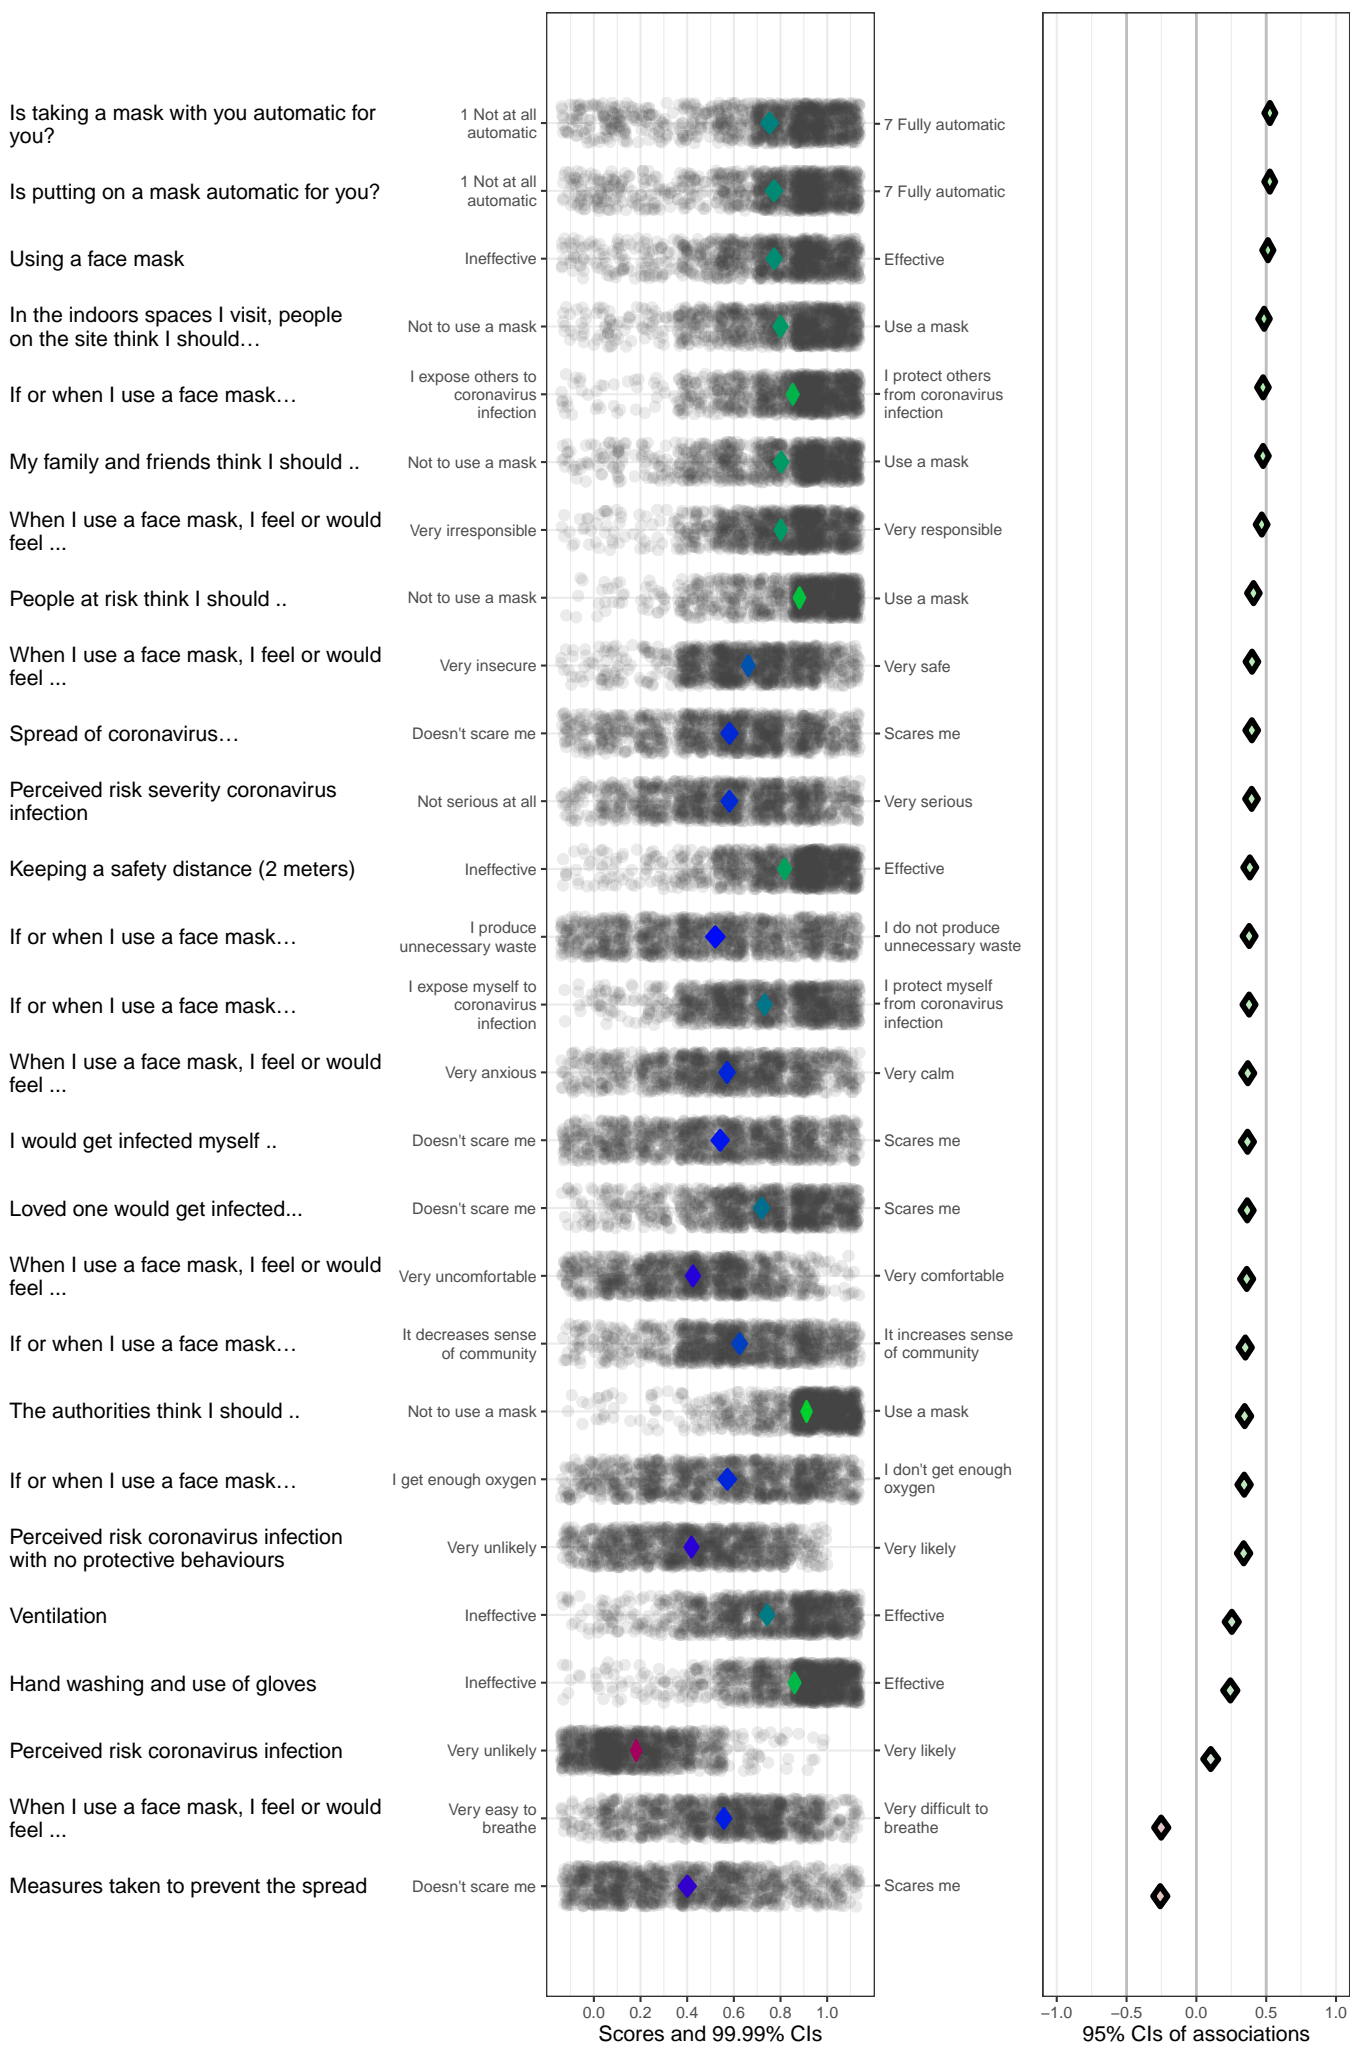 Is taking a mask with you automatic for
you?
1 Not at all
automatic
7 Fully automatic
Is putting on a mask automatic for you?
1 Not at all
automatic
7 Fully automatic
Using a face mask
Ineffective
Effective
In the indoors spaces I visit, people
on the site think I should…
Not to use a mask
Use a mask
If or when I use a face mask…
I expose others to
coronavirus
infection
I protect others
from coronavirus
infection
My family and friends think I should ..
Not to use a mask
Use a mask
When I use a face mask, I feel or would
feel ...
Very irresponsible
Very responsible
People at risk think I should ..
Not to use a mask
Use a mask
When I use a face mask, I feel or would
feel ...
Very insecure
Very safe
Spread of coronavirus…
Doesn't scare me
Scares me
Perceived risk severity coronavirus
infection
Not serious at all
Very serious
Keeping a safety distance (2 meters)
Ineffective
Effective
If or when I use a face mask…
I produce
unnecessary waste
I do not produce
unnecessary waste
If or when I use a face mask…
I expose myself to
coronavirus
infection
I protect myself
from coronavirus
infection
When I use a face mask, I feel or would
feel ...
Very anxious
Very calm
I would get infected myself ..
Doesn't scare me
Scares me
Loved one would get infected...
Doesn't scare me
Scares me
When I use a face mask, I feel or would
feel ...
Very uncomfortable
Very comfortable
If or when I use a face mask…
It decreases sense
of community
It increases sense
of community
The authorities think I should ..
Not to use a mask
Use a mask
If or when I use a face mask…
I get enough oxygen
I don't get enough
oxygen
Perceived risk coronavirus infection
with no protective behaviours
Very unlikely
Very likely
Ventilation
Ineffective
Effective
Hand washing and use of gloves
Ineffective
Effective
Perceived risk coronavirus infection
Very unlikely
Very likely
When I use a face mask, I feel or would
feel ...
Very easy to
breathe
Very difficult to
breathe
Measures taken to prevent the spread
Doesn't scare me
Scares me
0.0 0.2 0.4 0.6 0.8 1.0
Scores and 99.99% CIs
−1.0 −0.5 0.0 0.5 1.0
95% CIs of associations